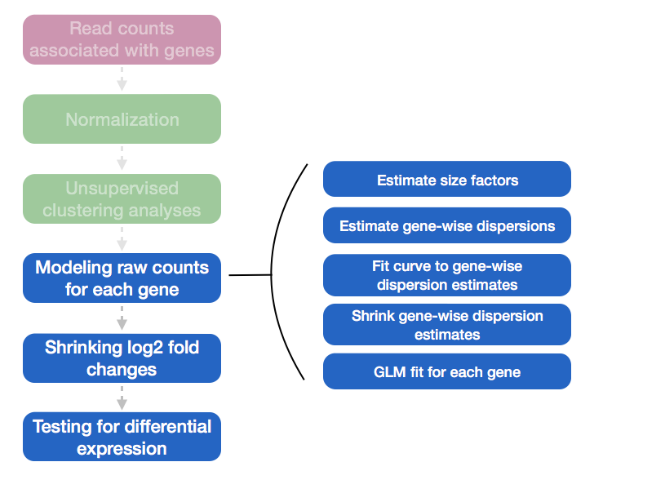 Read counts
associated with genes
Normalization
Unsupervised
clustering analyses
Modeling raw counts
for each gene
Shrinking log2 fold
changes
Testing for differential
expression
Estimate size factors
Estimate gene-wise dispersions
Fit curve to gene-wise
dispersion estimates
Shrink gene-wise dispersion
estimates
GLM fit for each gene